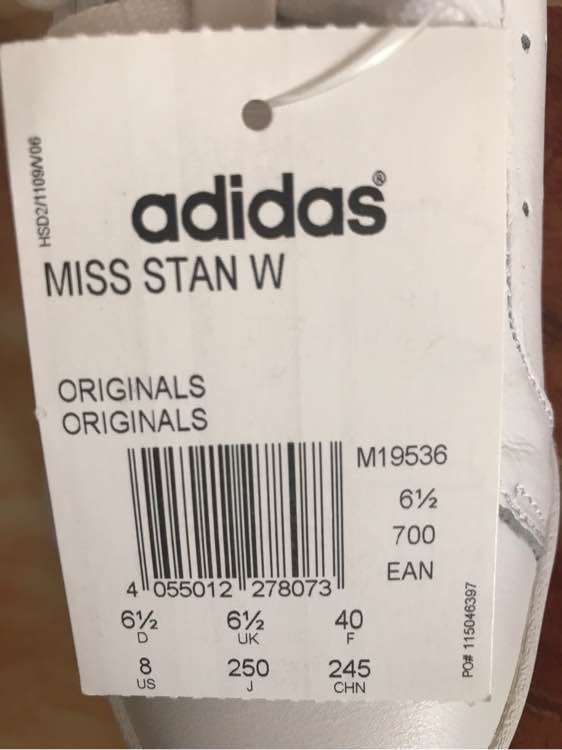 HSD2/1109/V06
adidas®
MISS STAN W
ORIGINALS
ORIGINALS
M19536
6½
700
EAN
4 055012 278073
6½ 6½ 40
D UK F
8 250 245
US J CHN
PO# 115046397